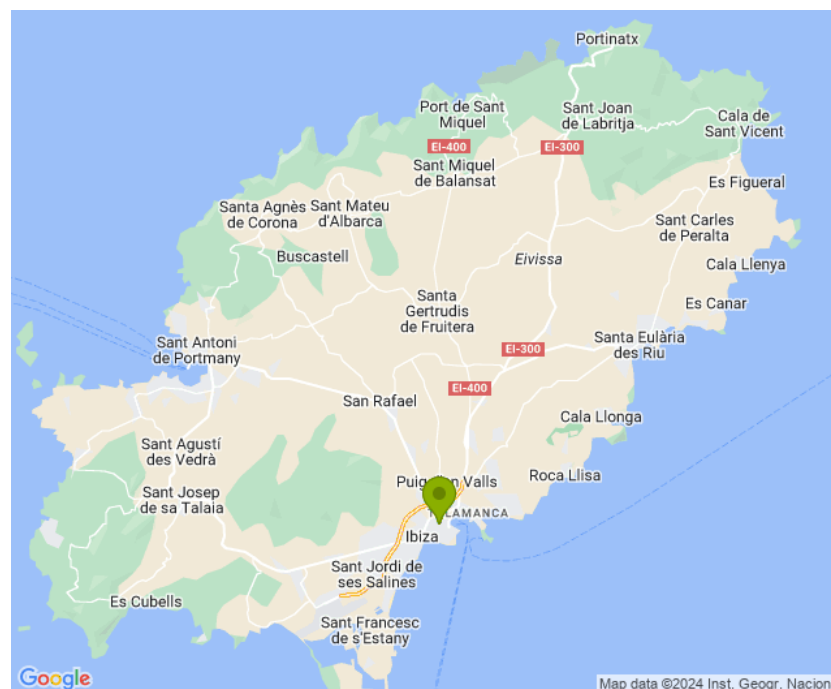 Portinatx
Port de Sant
Miquel
Sant Joan
de Labritja
Cala de
Sant Vicent
EI-400
EI-300
Sant Miquel
de Balansat
Es Figueral
Santa Agnès
de Corona
Sant Mateu
d'Albarca
Sant Carles
de Peralta
Buscastell
Eivissa
Cala Llenya
Santa
Gertrudis
de Fruitera
Es Canar
Sant Antoni
de Portmany
Santa Eulària
des Riu
EI-300
EI-400
San Rafael
Cala Llonga
Sant Agustí
des Vedrà
Roca Llisa
Valls
Sant Josep
de sa Talaia
Ibiza
Sant Jordi de
ses Salines
Es Cubells
Sant Francesc
de s'Estany
Google
Map data ©2024 Inst. Geogr. Nacion